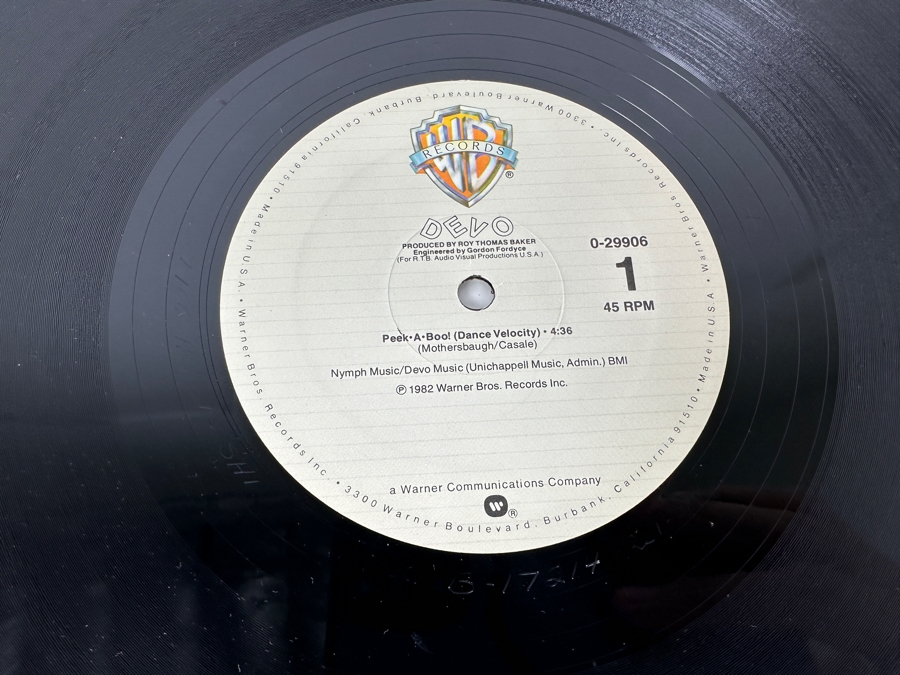 WB
RECORDS
®
DEVO
PRODUCED BY ROY THOMAS BAKER
Engineered by Gordon Fordyce
(For R.T.B. Audio Visual Productions U.S.A.)
0-29906
1
45 RPM
Peek•A•Boo! (Dance Velocity) • 4:36
(Mothersbaugh/Casale)
Nymph Music/Devo Music (Unichappell Music, Admin.) BMI
℗ 1982 Warner Bros. Records Inc.
a Warner Communications Company
®
Warner Bros. Records Inc. • 3300 Warner Boulevard, Burbank, California 91510 • Made in U.S.A. • Warner Bros. Records Inc. • 3300 Warner Boulevard, Burbank, California 91510 • Made in U.S.A. •